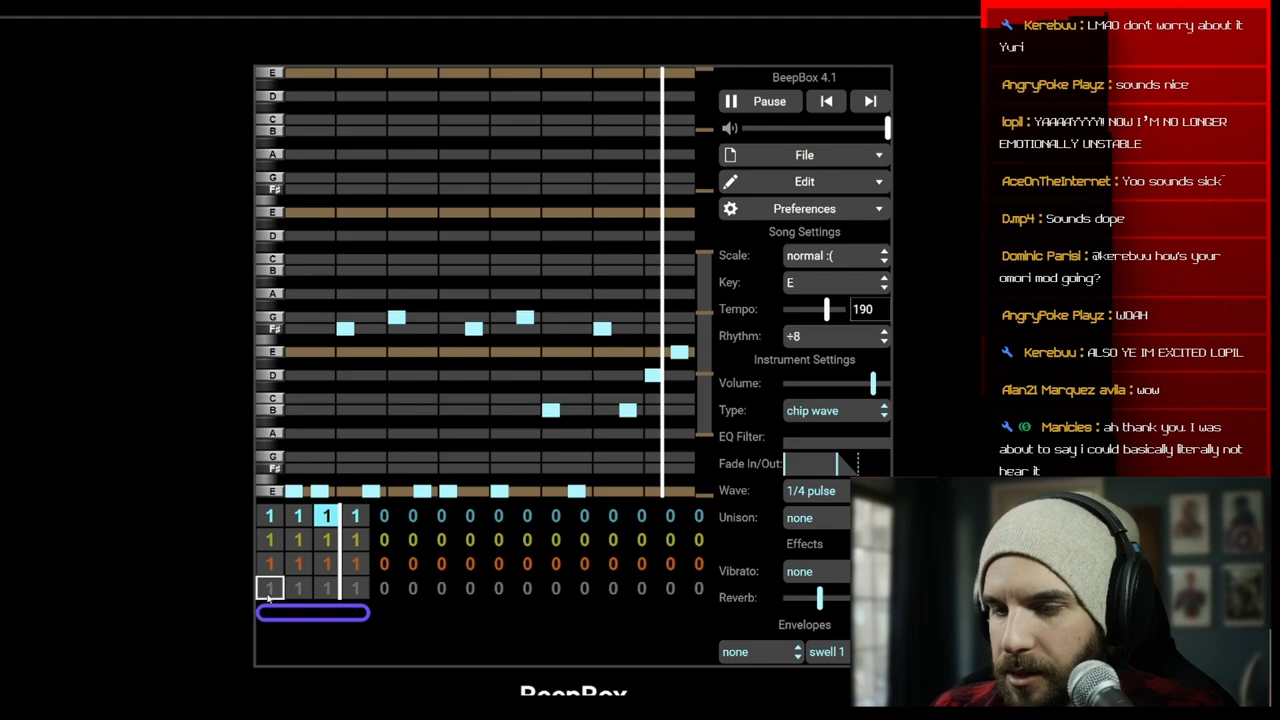 E
D
C
B
A
G
F♯
E
D
C
B
A
G
F♯
E
D
C
B
A
G
F♯
E
1 1 1 1 0 0 0 0 0 0 0 0 0 0 0 0 0
1 1 1 1 0 0 0 0 0 0 0 0 0 0 0 0 0
1 1 1 1 0 0 0 0 0 0 0 0 0 0 0 0 0
1 1 1 1 0 0 0 0 0 0 0 0 0 0 0 0 0
BeepBox
BeepBox 4.1
Pause
File
Edit
Preferences
Song Settings
Scale: normal :(
Key: E
Tempo: 190
Rhythm: ÷8
Instrument Settings
Volume:
Type: chip wave
EQ Filter:
Fade In/Out:
Wave: 1/4 pulse
Unison: none
Effects
Vibrato: none
Reverb:
Envelopes
none swell 1
Kerebuu : LMAO don't worry about it
Yuri
AngryPoke Playz : sounds nice
lopil : YAAAAYYYY!! NOW I'M NO LONGER
EMOTIONALLY UNSTABLE
AceOnTheInternet : Yoo sounds sick~
D.mp4 : Sounds dope
Dominic Parisi : @kerebuu how's your
omori mod going?
AngryPoke Playz : WOAH
Kerebuu : ALSO YE IM EXCITED LOPIL
Alan21 Marquez avila : wow
Manicles : ah thank you. I was
about to say i could basically literally not
hear it